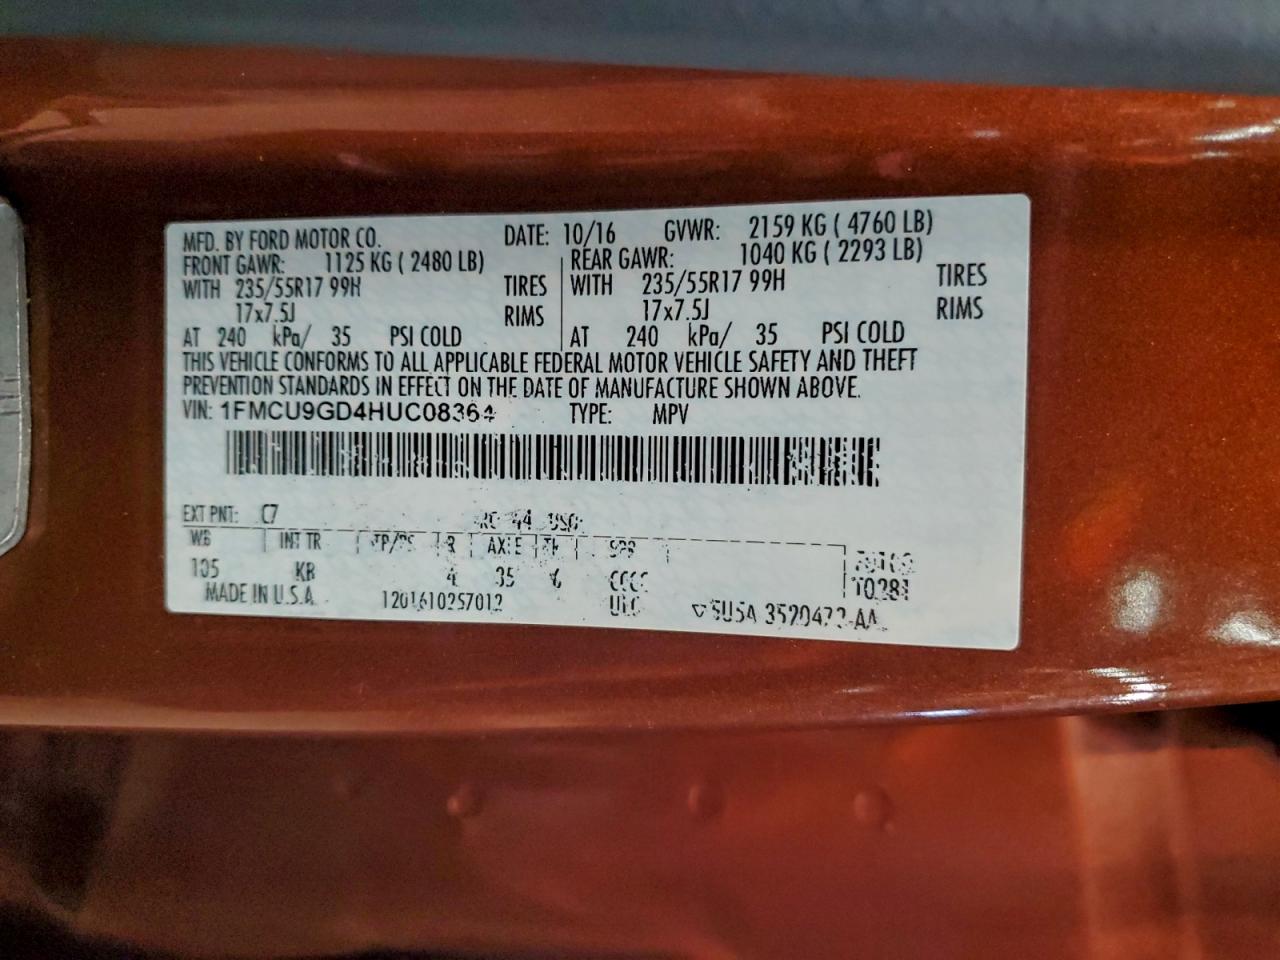 MFD. BY FORD MOTOR CO. DATE: 10/16 GVWR: 2159 KG ( 4760 LB)
FRONT GAWR: 1125 KG ( 2480 LB) REAR GAWR: 1040 KG ( 2293 LB)
WITH 235/55R17 99H TIRES WITH 235/55R17 99H TIRES
17x7.5J RIMS 17x7.5J RIMS
AT 240 kPa/ 35 PSI COLD AT 240 kPa/ 35 PSI COLD
THIS VEHICLE CONFORMS TO ALL APPLICABLE FEDERAL MOTOR VEHICLE SAFETY AND THEFT
PREVENTION STANDARDS IN EFFECT ON THE DATE OF MANUFACTURE SHOWN ABOVE.
VIN: 1FMCU9GD4HUC08364 TYPE: MPV
EXT PNT: C7 44
WB INT TR R AXLE
105 KB 35
MADE IN U.S.A. 1201610257012